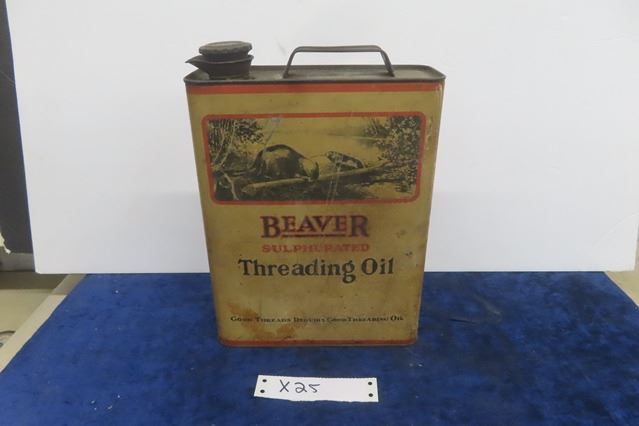 BEAVER
SULPHURATED
Threading Oil
GOOD THREADS REQUIRE GOOD THREADING OIL
X25